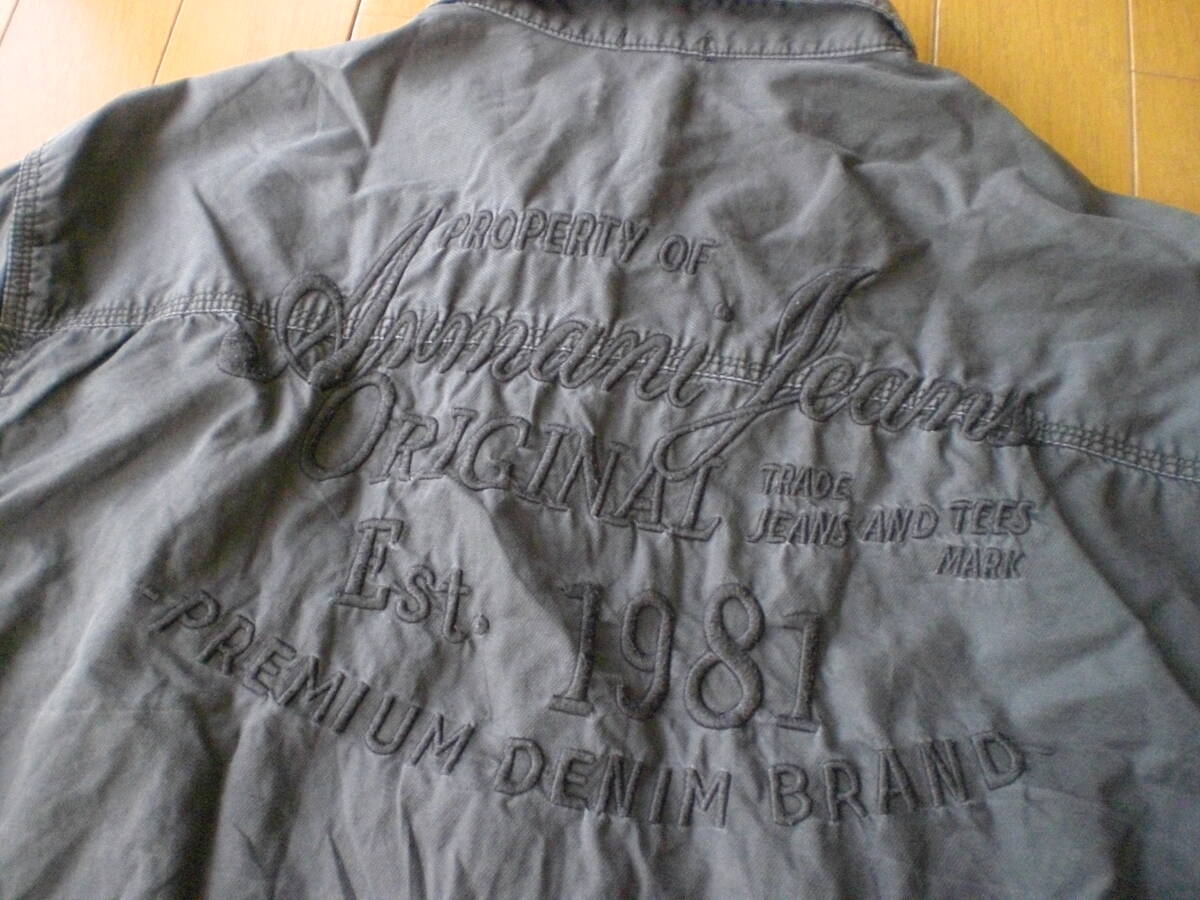 PROPERTY OF
Armani Jeans
ORIGINAL
TRADE
JEANS AND TEES
MARK
Est. 1981
-PREMIUM DENIM BRAND-